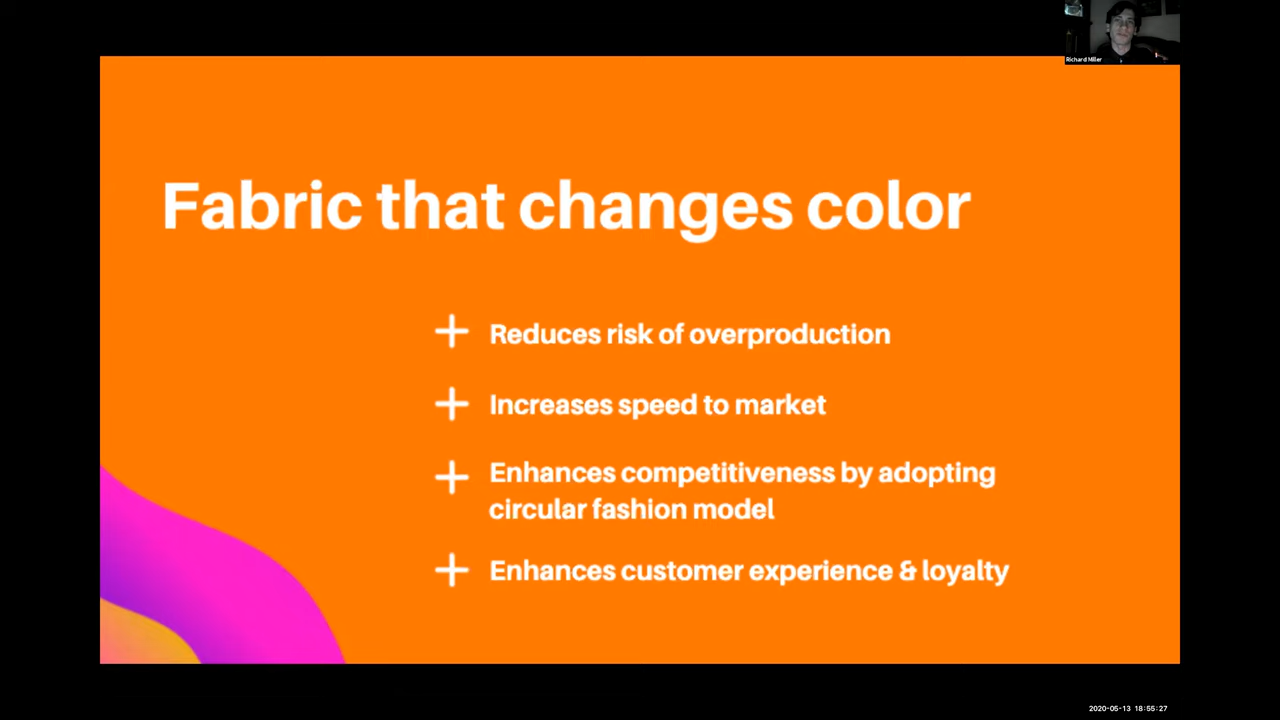 Richard Miller
Fabric that changes color
+ Reduces risk of overproduction
+ Increases speed to market
+ Enhances competitiveness by adopting
circular fashion model
+ Enhances customer experience & loyalty
2020-05-13 18:55:27